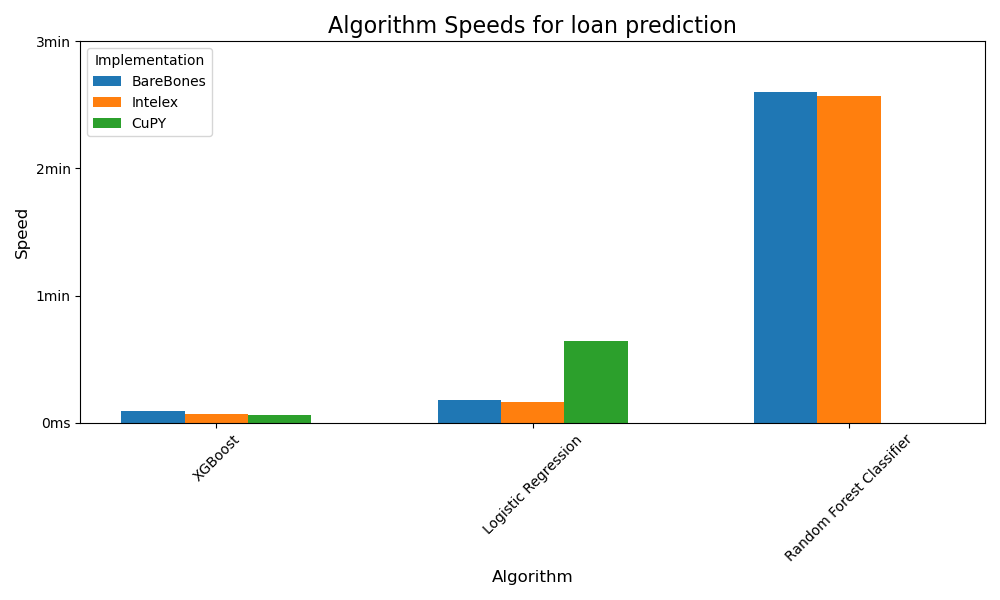 Algorithm Speeds for loan prediction
Implementation
BareBones
Intelex
CuPY
3min
2min
1min
0ms
Speed
XGBoost
Logistic Regression
Random Forest Classifier
Algorithm